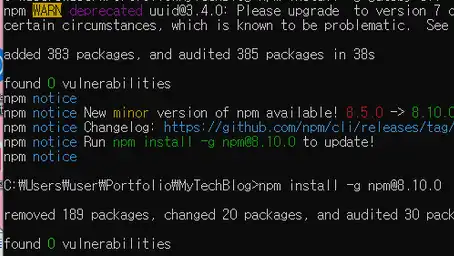 npm WARN deprecated uuid@3.4.0: Please upgrade  to version 7 o
certain circumstances, which is known to be problematic.  See
added 383 packages, and audited 385 packages in 38s
found 0 vulnerabilities
npm notice
npm notice New minor version of npm available! 8.5.0 -> 8.10.0
npm notice Changelog: https://github.com/npm/cli/releases/tag/
npm notice Run npm install -g npm@8.10.0 to update!
npm notice
C:₩Users₩user₩Portfolio₩MyTechBlog>npm install -g npm@8.10.0
removed 189 packages, changed 20 packages, and audited 30 pack
found 0 vulnerabilities